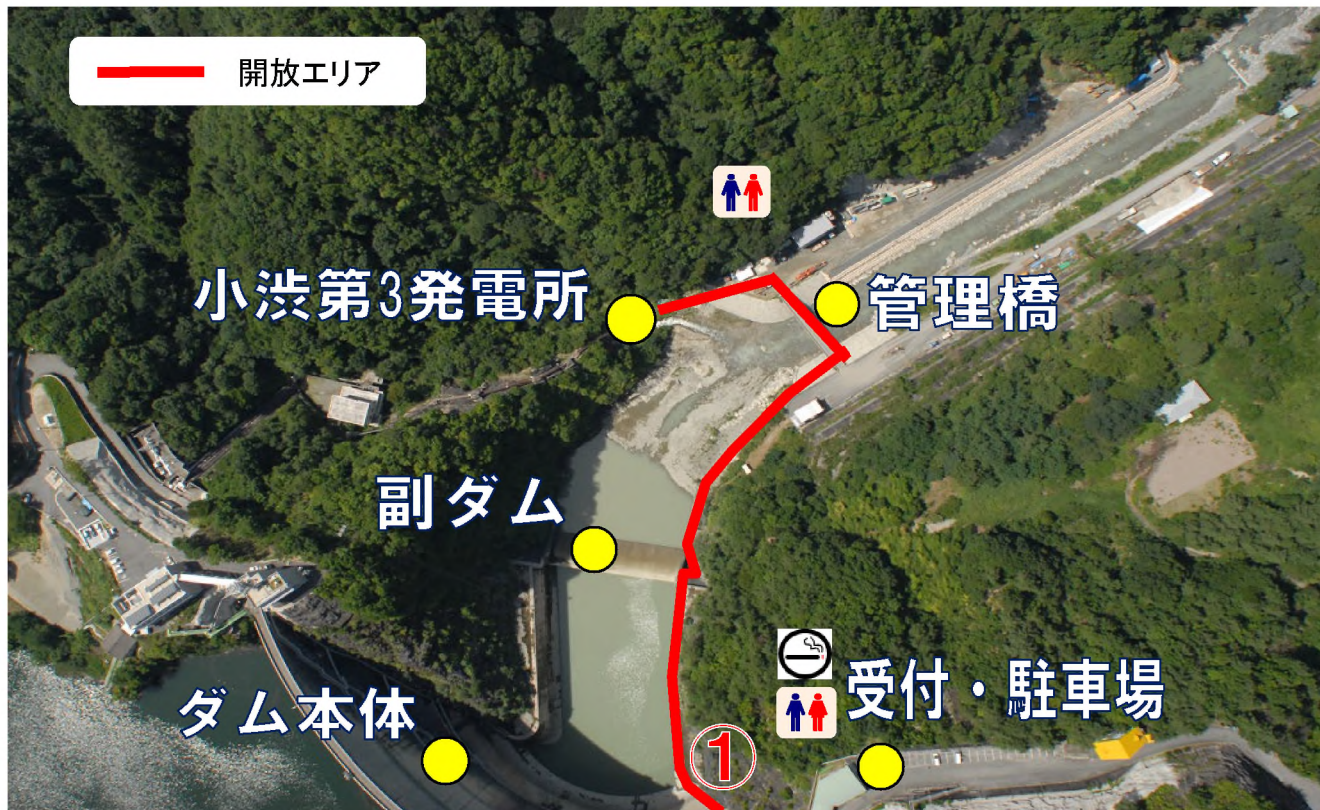 開放エリア
小渋第3発電所
管理橋
副ダム
受付・駐車場
ダム本体
①